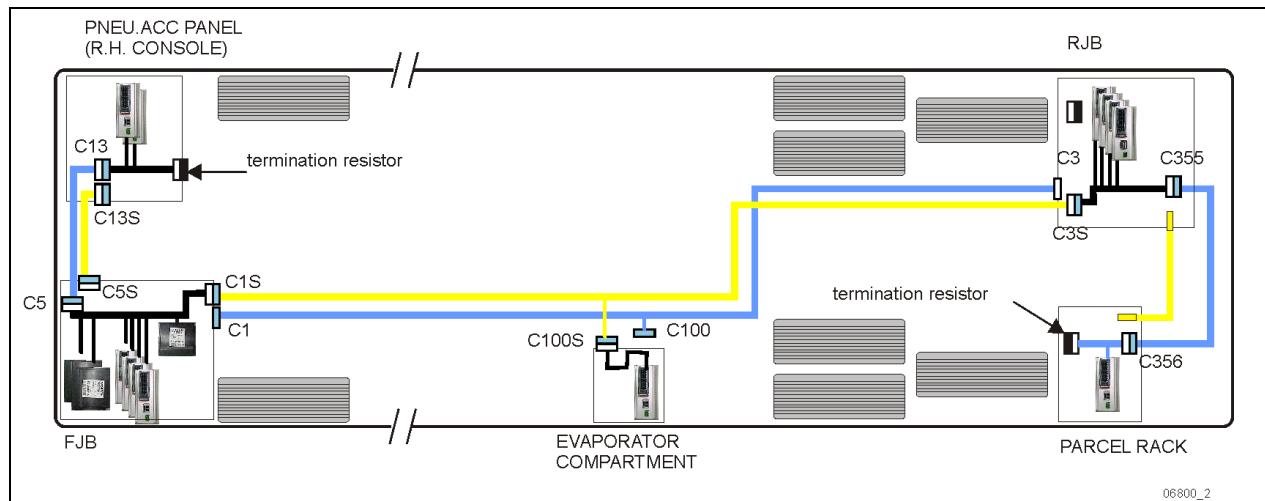 PNEU.ACC PANEL
(R.H. CONSOLE)
RJB
C13
termination resistor
C3
C355
C13S
C3S
C5
C5S
C1S
C1
termination resistor
C100S
C100
C356
FJB
EVAPORATOR
COMPARTMENT
PARCEL RACK
06800_2